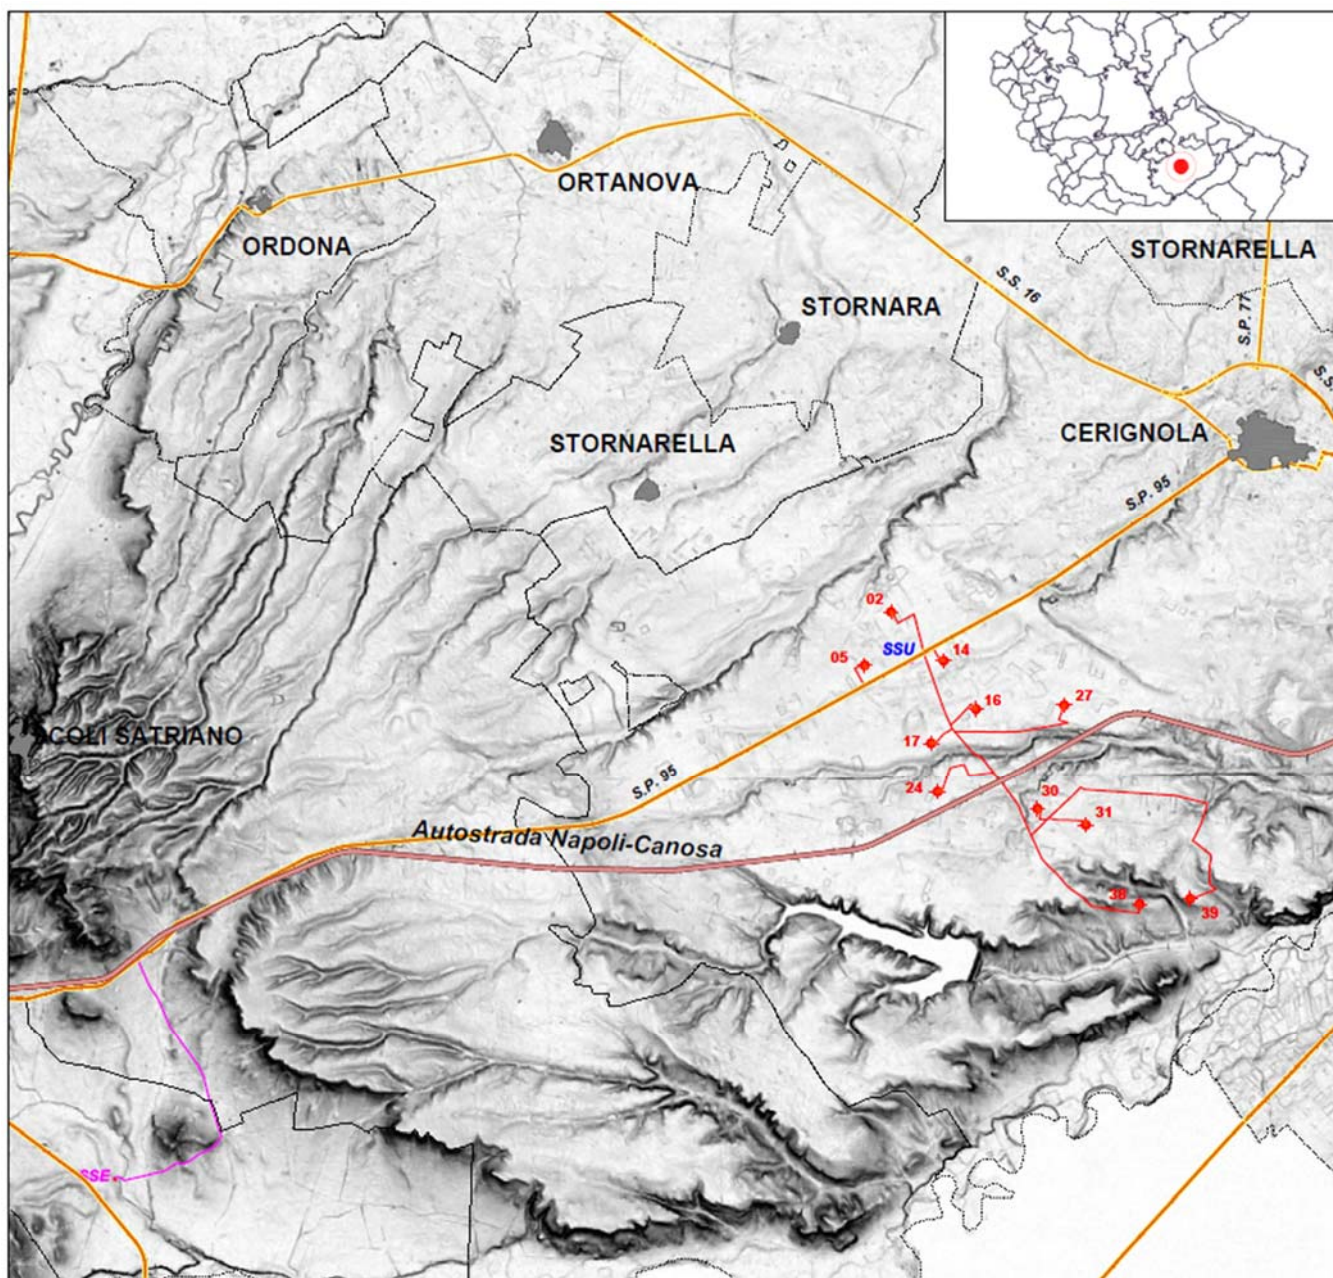 ORTANOVA
ORDONA
STORNARELLA
S.S. 16
STORNARA
S.P. 77
S.S.
CERIGNOLA
STORNARELLA
S.P. 95
02
SSU
14
05
16
27
17
COLI SATRIANO
S.P. 95
24
30
31
Autostrada Napoli-Canosa
38
39
SSE